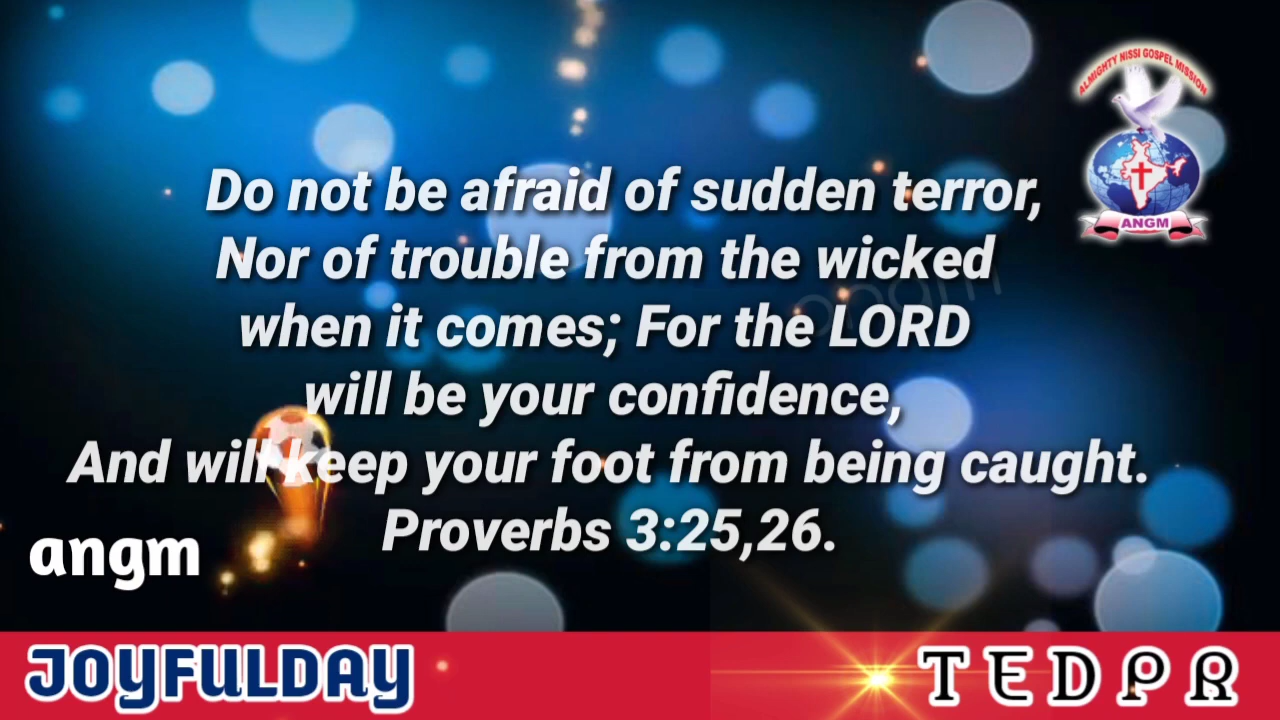 ALMIGHTY NISSI GOSPEL MISSION
ANGM
Do not be afraid of sudden terror,
Nor of trouble from the wicked
angm
when it comes; For the LORD
will be your confidence,
And will keep your foot from being caught.
Proverbs 3:25,26.
angm
JOYFULDAY
TEDPR